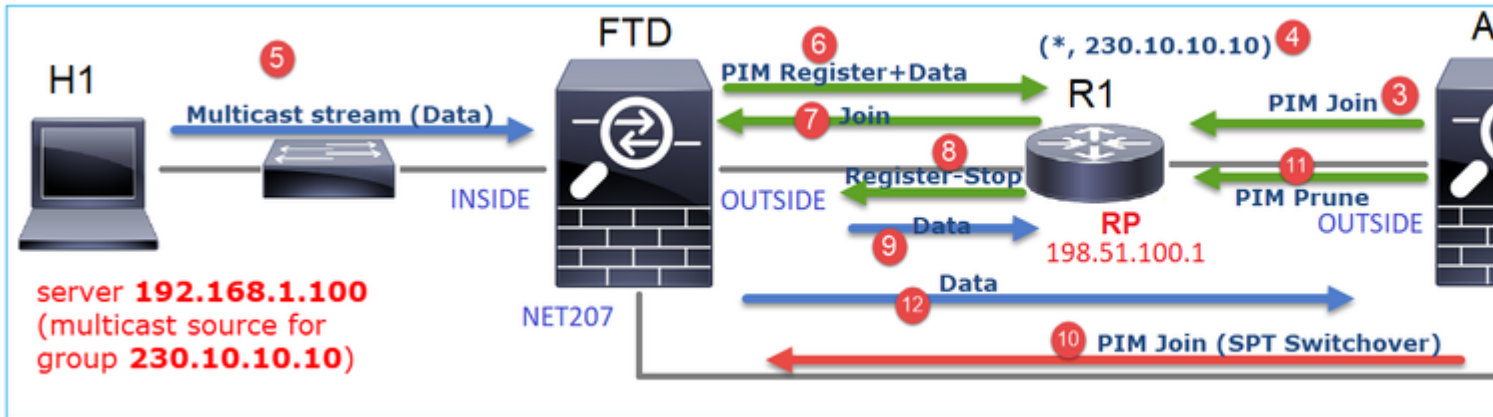 FTD
A
H1
5
6
(*, 230.10.10.10)
4
PIM Register+Data
R1
PIM Join
3
Multicast stream (Data)
7
Join
8
11
INSIDE
OUTSIDE
Register-Stop
PIM Prune
OUTSIDE
9
Data
RP
198.51.100.1
server 192.168.1.100
(multicast source for
group 230.10.10.10)
NET207
12
Data
10
PIM Join (SPT Switchover)